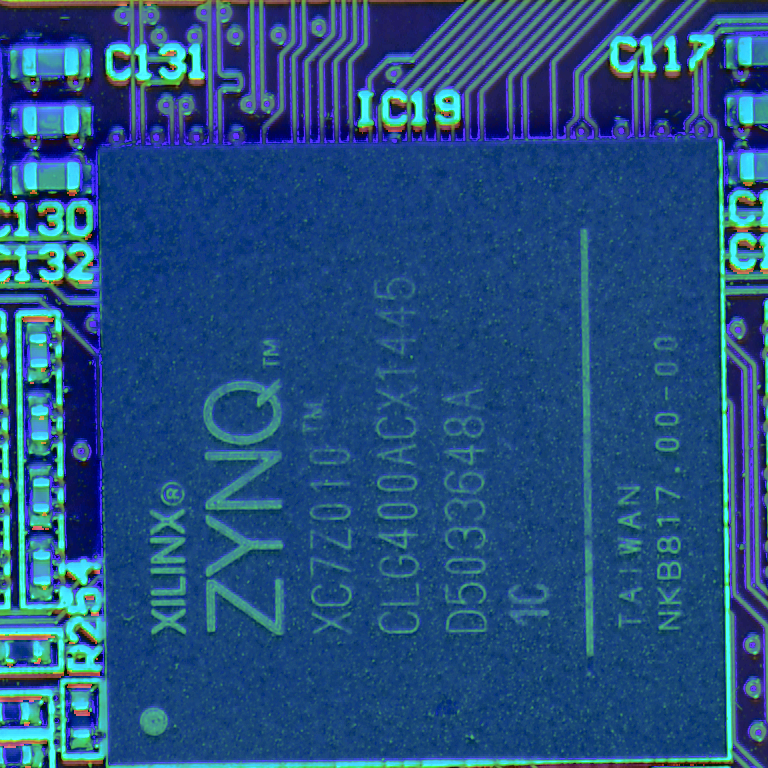 C131
C117
IC19
C130
C132
XILINX®
ZYNQ™
XC7Z010™
CLG400ACX1445
D5033648A
1C
TAIWAN
NKB817.00-00
R254